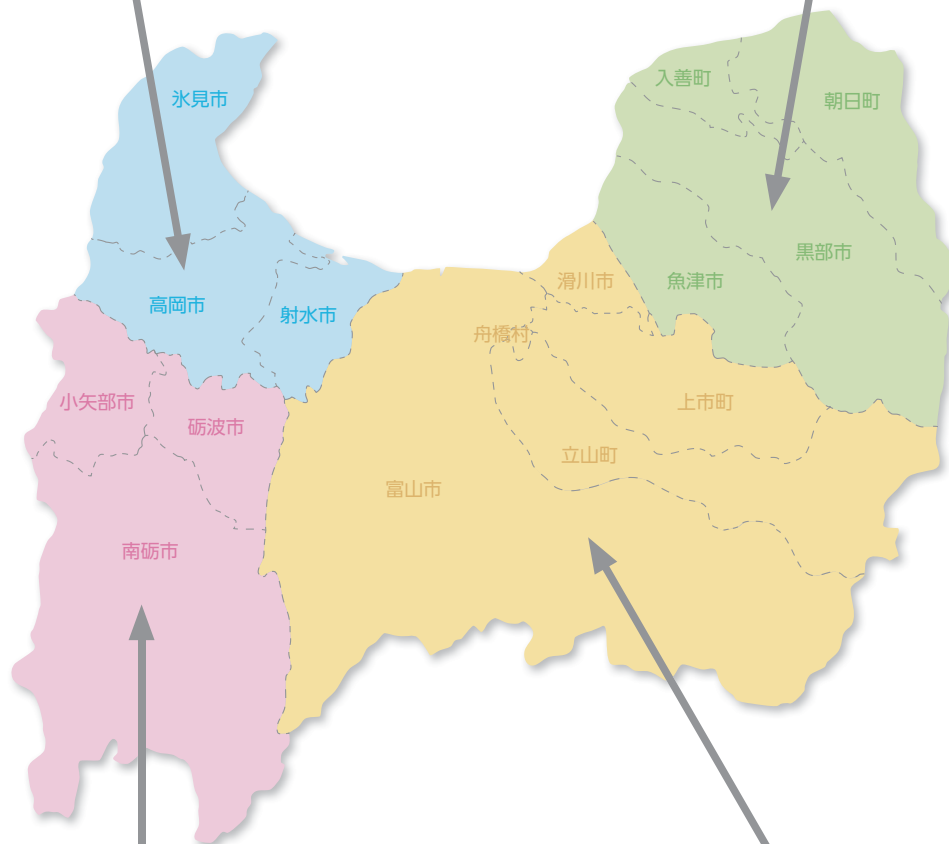 入善町
氷見市
朝日町
黒部市
滑川市
魚津市
高岡市
射水市
舟橋村
小矢部市
上市町
砺波市
立山町
富山市
南砺市